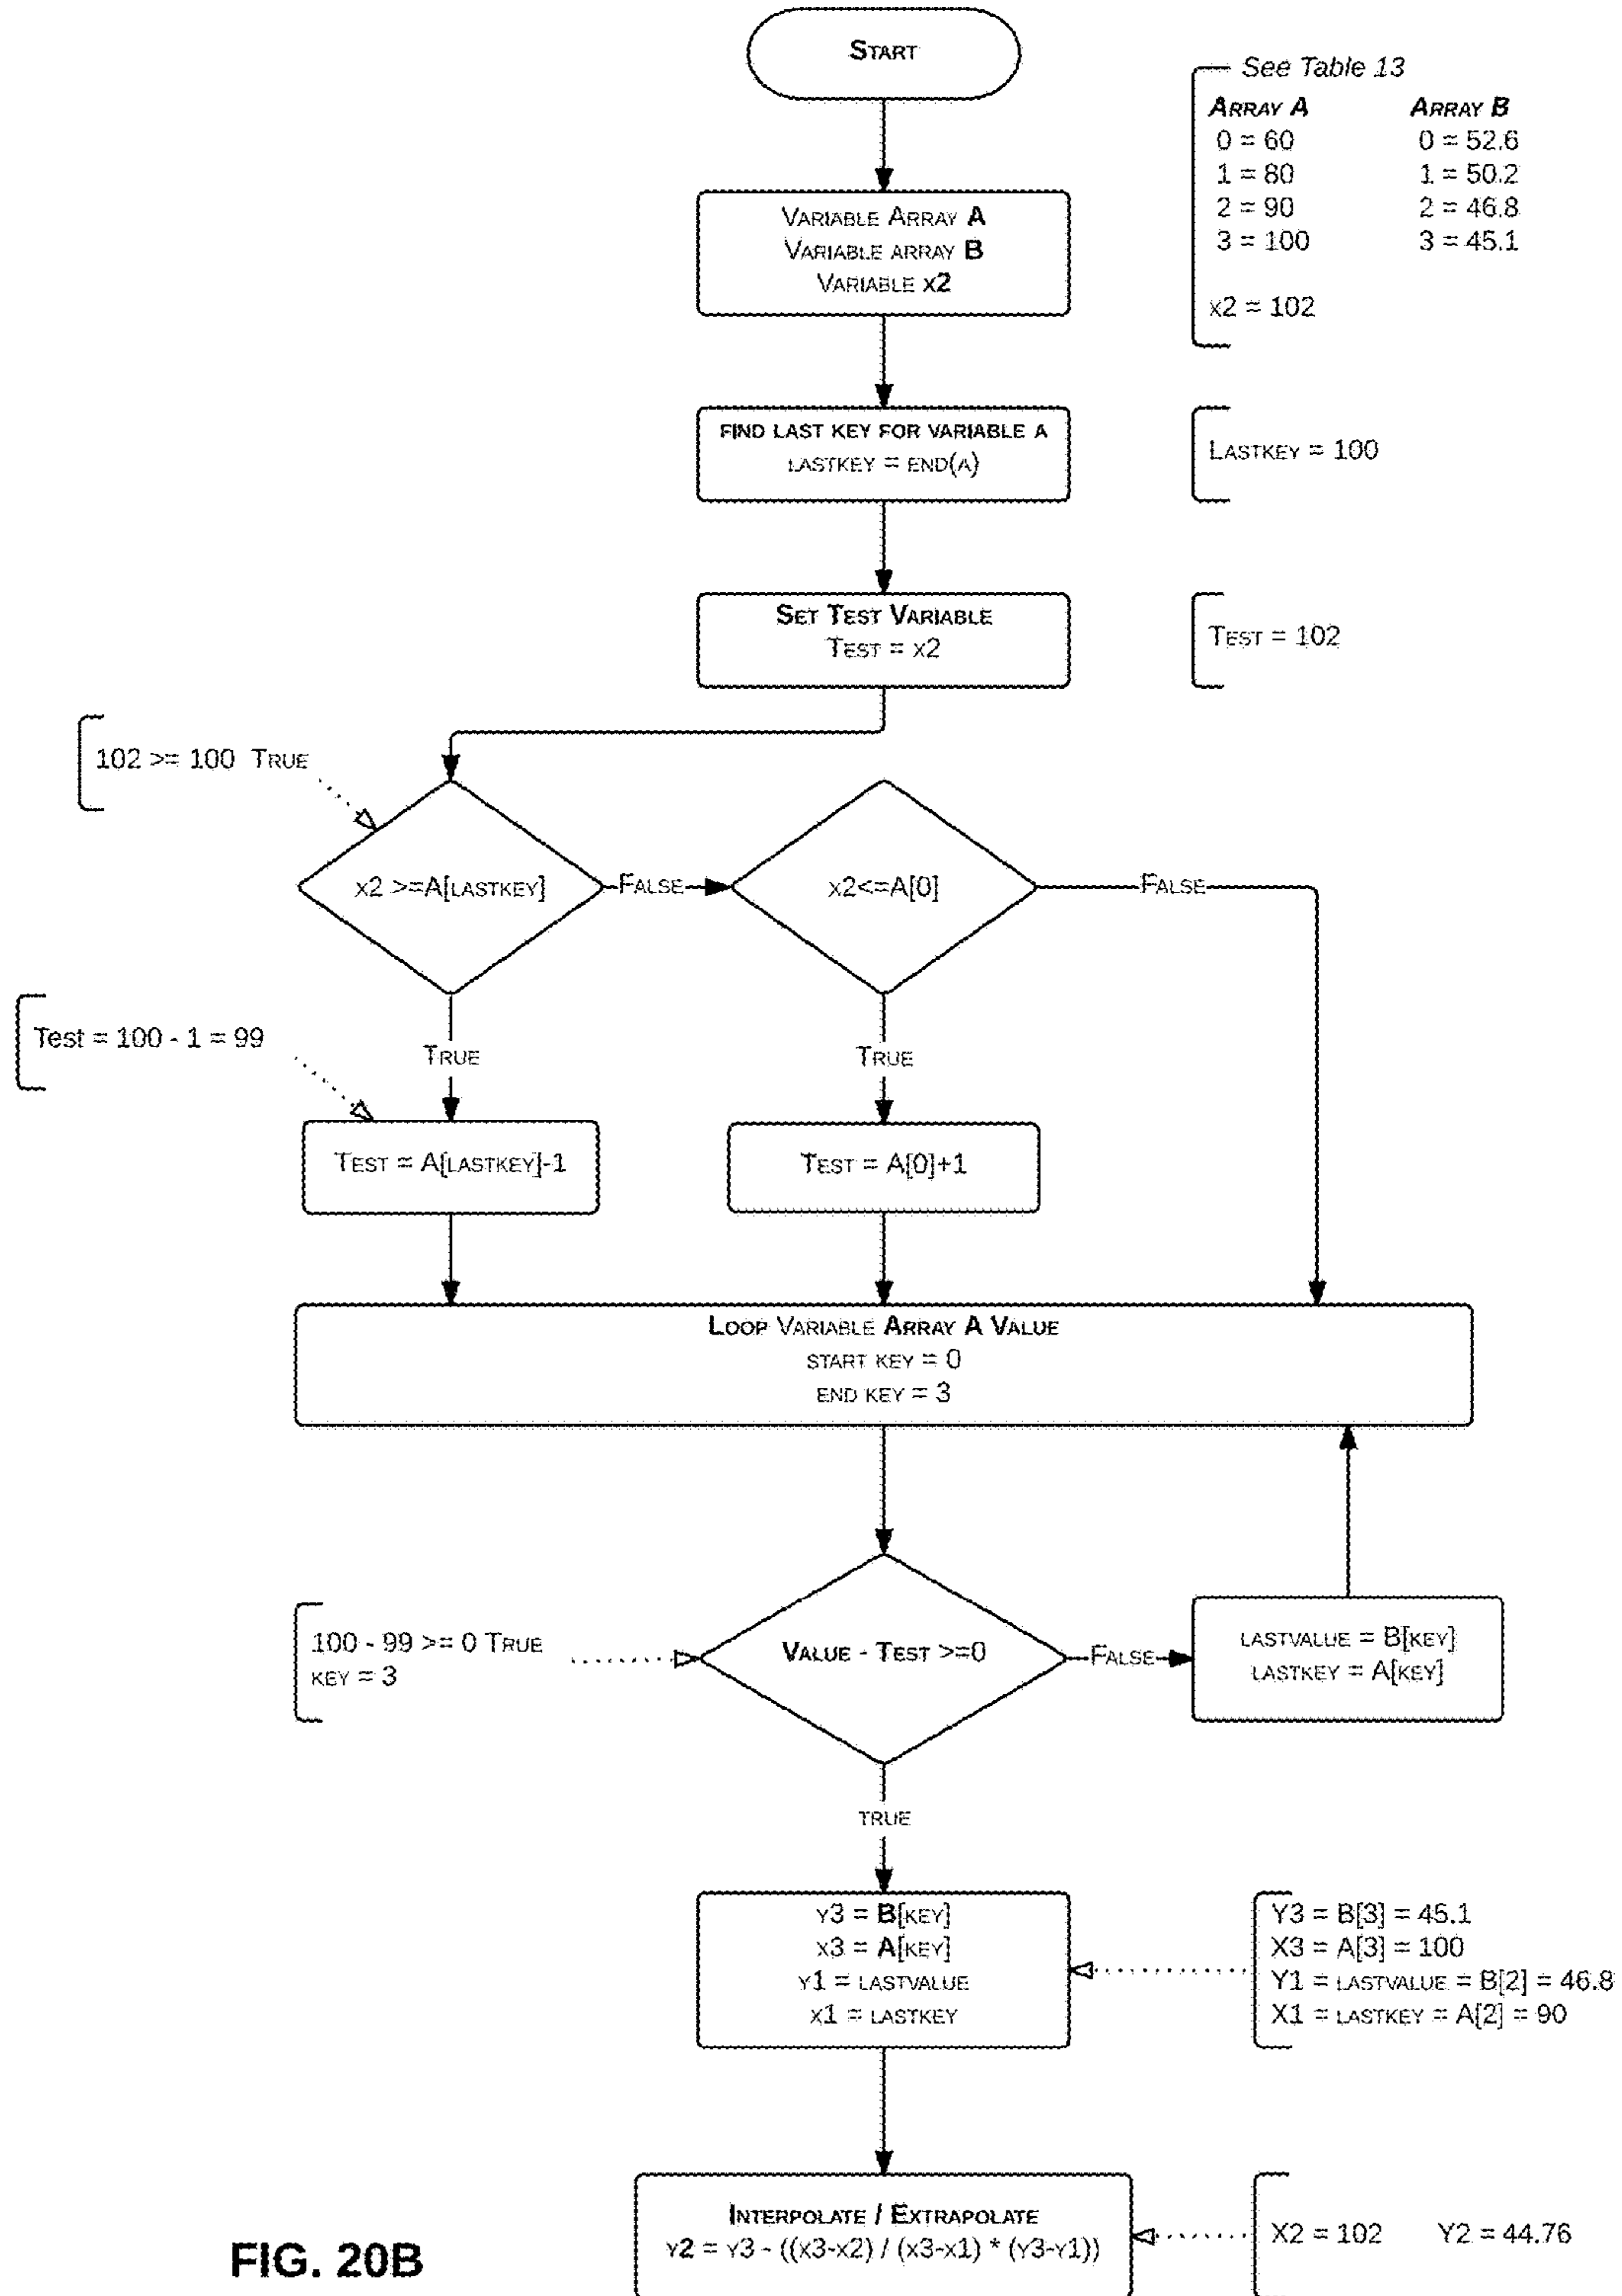 START
See Table 13
ARRAY A ARRAY B
0 = 60 0 = 52.6
1 = 80 1 = 50.2
2 = 90 2 = 46.8
3 = 100 3 = 45.1
x2 = 102
VARIABLE ARRAY A
VARIABLE ARRAY B
VARIABLE x2
FIND LAST KEY FOR VARIABLE A
LASTKEY = END(A)
LASTKEY = 100
SET TEST VARIABLE
TEST = x2
TEST = 102
102 >= 100 TRUE
x2 >=A[LASTKEY]
FALSE
x2<=A[0]
FALSE
Test = 100 - 1 = 99
TRUE
TRUE
TEST = A[LASTKEY]-1
TEST = A[0]+1
LOOP VARIABLE ARRAY A VALUE
START KEY = 0
END KEY = 3
100 - 99 >= 0 TRUE
KEY = 3
VALUE - TEST >=0
FALSE
LASTVALUE = B[KEY]
LASTKEY = A[KEY]
TRUE
Y3 = B[KEY]
X3 = A[KEY]
Y1 = LASTVALUE
X1 = LASTKEY
Y3 = B[3] = 45.1
X3 = A[3] = 100
Y1 = LASTVALUE = B[2] = 46.8
X1 = LASTKEY = A[2] = 90
INTERPOLATE / EXTRAPOLATE
Y2 = Y3 - ((X3-X2) / (X3-X1) * (Y3-Y1))
X2 = 102 Y2 = 44.76
FIG. 20B